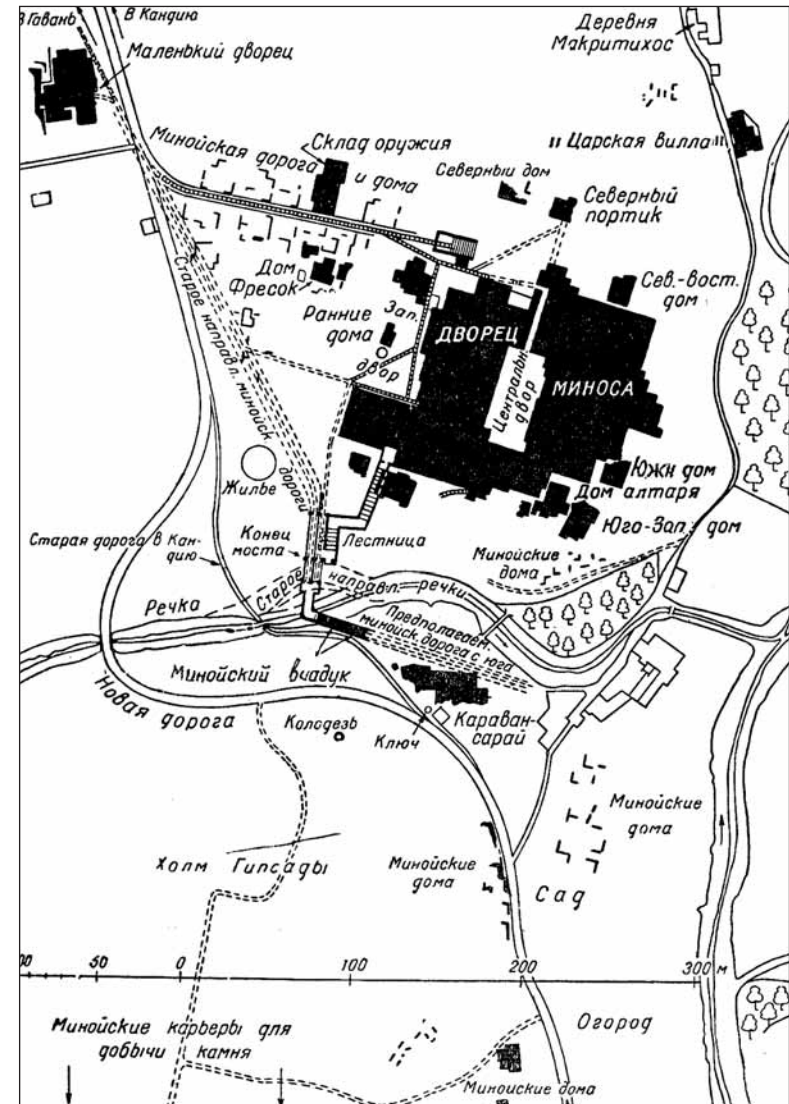 В Гавань
В Кандию
Деревня
Макритихос
Маленький дворец
Минойская дорога
и дома
Склад оружия
Царская вилла
Северный дом
Северный
портик
Сев.-вост.
дом
Дом
Фресок
Ранние
дома
Зап.
двор
ДВОРЕЦ
МИНОСА
Центральн
двор
Старое направл. минойск
дороги
Жилье
Южн дом
Дом алтаря
Юго-Зап. дом
Конец
моста
Лестница
Минойские
дома
Старая дорога в Кан-
дию
Старое направл. речки
Речка
Предполагаем.
минойск дорога с юга
Минойский виадук
Новая дорога
Колодезь
Ключ
Караван-
сарай
Минойские
дома
Холм Гипсады
Минойские
дома
Сад
00 50 0 100 200 300 м
Минойские карьеры для
добычи камня
Огород
Минойские дома